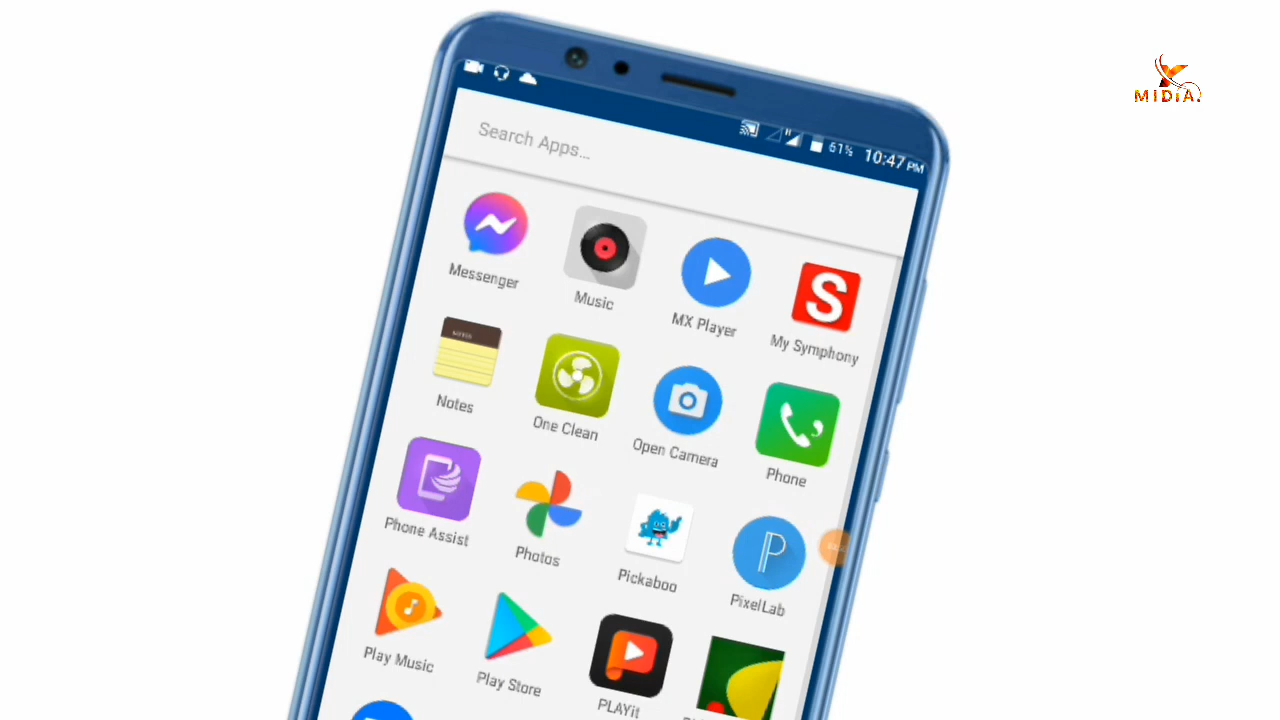 MIDIA.
61% 10:47 PM
Search Apps...
Messenger
Music
MX Player
My Symphony
Notes
One Clean
Open Camera
Phone
Phone Assist
Photos
Pickaboo
PixelLab
Play Music
Play Store
PLAYit